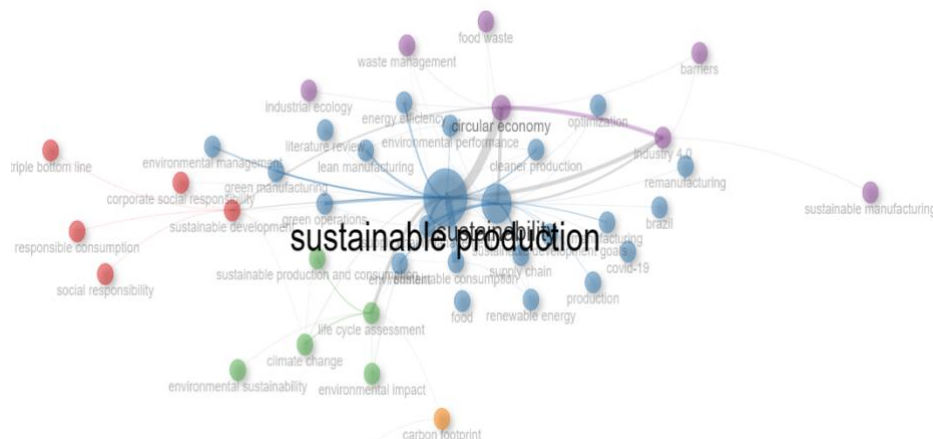 food waste
waste management
barriers
industrial ecology
energy efficiency
circular economy
optimization
environmental performance
literature review
industry 4.0
triple bottom line
environmental management
lean manufacturing
cleaner production
green manufacturing
remanufacturing
corporate social responsibility
sustainable manufacturing
sustainable development
green operations
brazil
sustainability
sustainable production
responsible consumption
sustainable development goals
covid-19
sustainable production and consumption
supply chain
sustainable consumption
social responsibility
production
food
renewable energy
life cycle assessment
climate change
environmental sustainability
environmental impact
carbon footprint